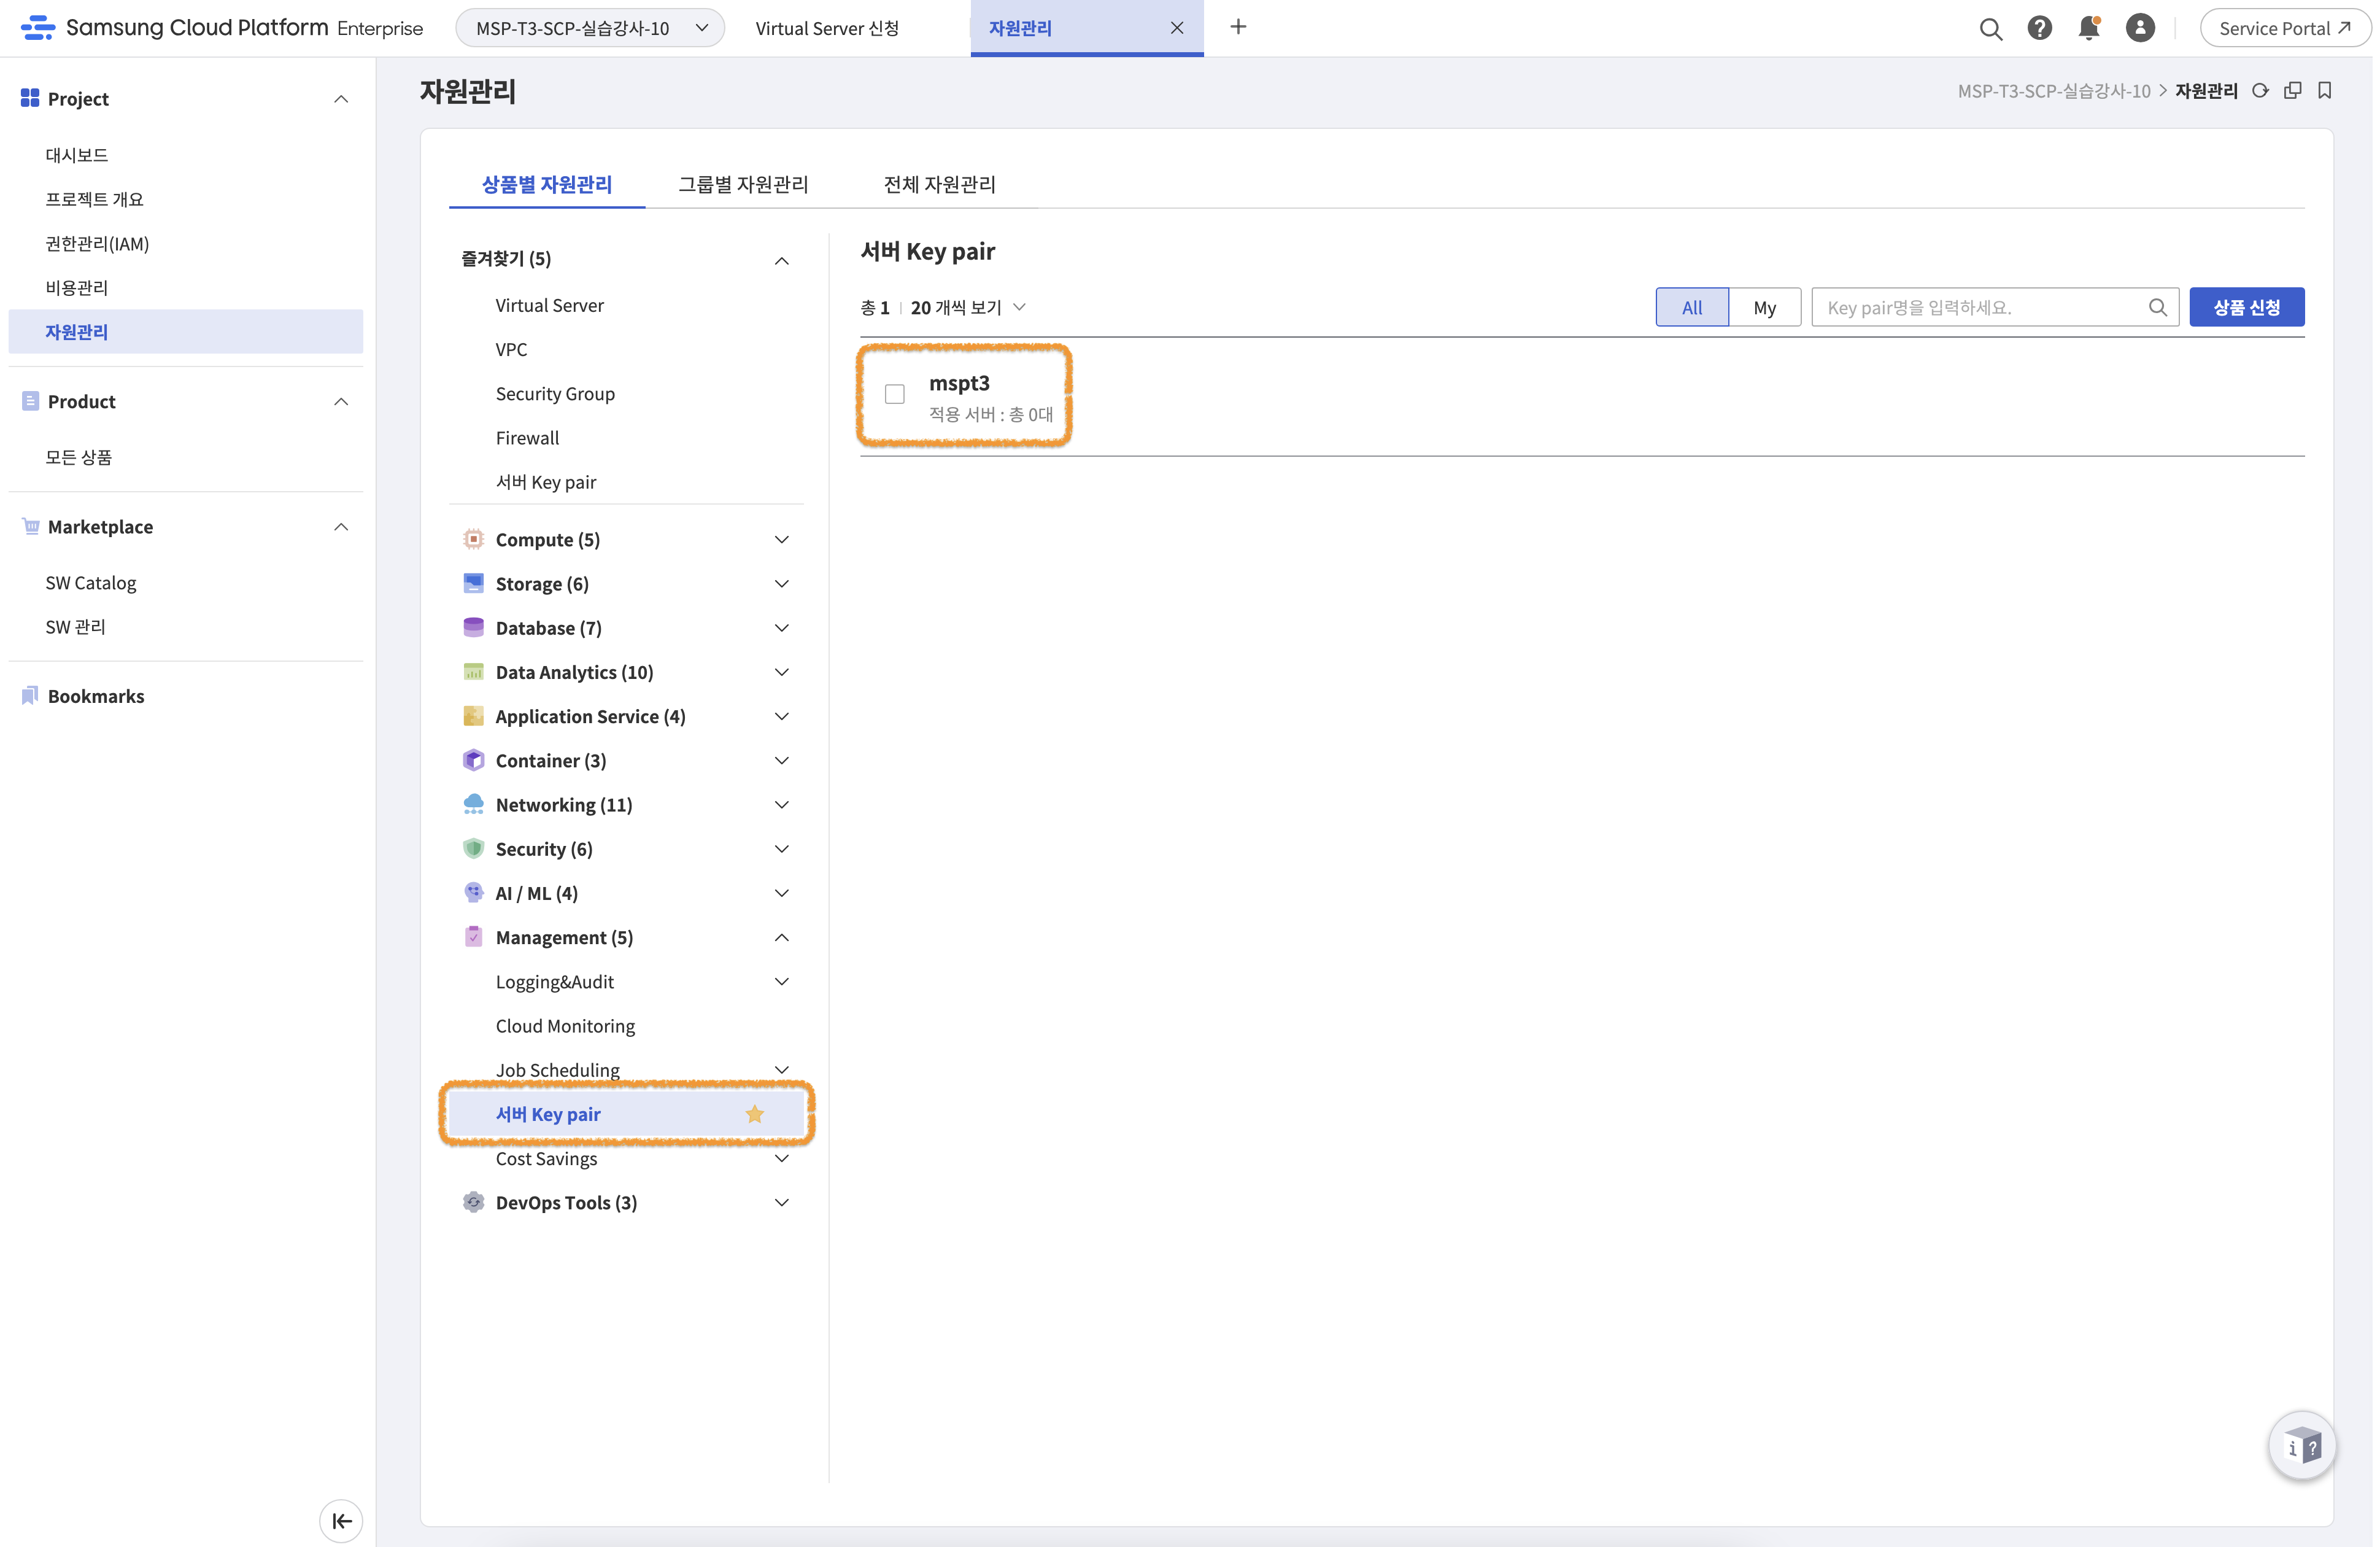 Samsung Cloud Platform Enterprise
MSP-T3-SCP-실습강사-10
Virtual Server 신청
자원관리
Service Portal
Project
대시보드
프로젝트 개요
권한관리(IAM)
비용관리
자원관리
Product
모든 상품
Marketplace
SW Catalog
SW 관리
Bookmarks
자원관리
MSP-T3-SCP-실습강사-10 > 자원관리
상품별 자원관리
그룹별 자원관리
전체 자원관리
즐겨찾기 (5)
Virtual Server
VPC
Security Group
Firewall
서버 Key pair
Compute (5)
Storage (6)
Database (7)
Data Analytics (10)
Application Service (4)
Container (3)
Networking (11)
Security (6)
AI / ML (4)
Management (5)
Logging&Audit
Cloud Monitoring
Job Scheduling
서버 Key pair
Cost Savings
DevOps Tools (3)
서버 Key pair
총 1 | 20 개씩 보기
All
My
Key pair명을 입력하세요.
상품 신청
mspt3
적용 서버 : 총 0대